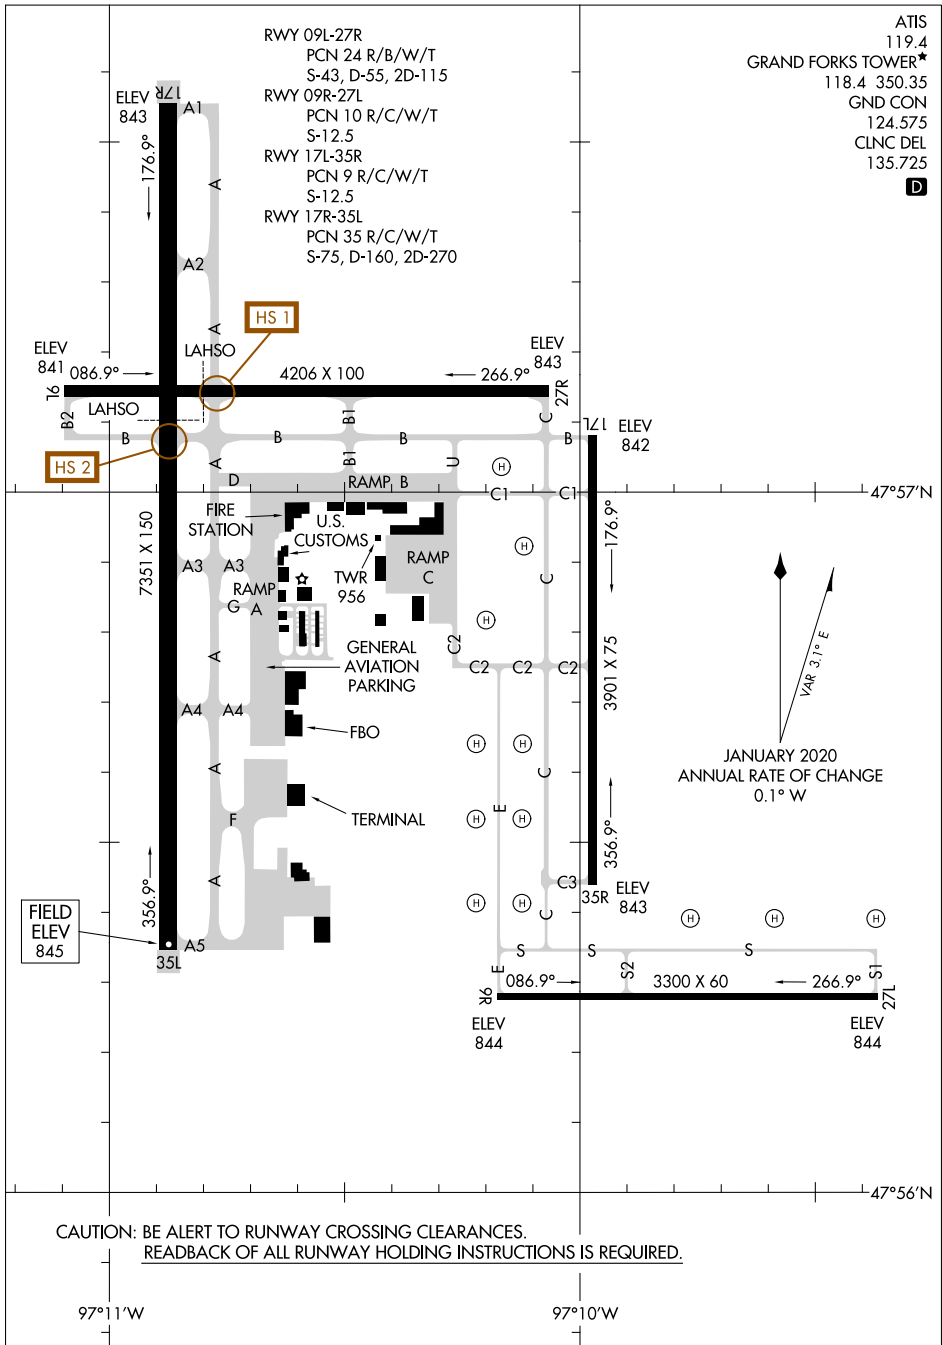 RWY 09L-27R
PCN 24 R/B/W/T
S-43, D-55, 2D-115
RWY 09R-27L
PCN 10 R/C/W/T
S-12.5
RWY 17L-35R
PCN 9 R/C/W/T
S-12.5
RWY 17R-35L
PCN 35 R/C/W/T
S-75, D-160, 2D-270
ATIS
119.4
GRAND FORKS TOWER★
118.4 350.35
GND CON
124.575
CLNC DEL
135.725
D
17R
ELEV
843
A1
176.9°
A
A2
A
HS 1
LAHSO
ELEV
841
086.9°
4206 X 100
266.9°
ELEV
843
9L
27R
LAHSO
B2
B
B
B1
B
C
B
17L
ELEV
842
HS 2
A
D
B1
U
H
RAMP B
C1
C1
47°57'N
FIRE
STATION
U.S.
CUSTOMS
7351 X 150
176.9°
H
A3
A3
RAMP
A
G
TWR
956
RAMP
C
C
H
C2
A
GENERAL
AVIATION
PARKING
C2
C2
C2
3901 X 75
VAR 3.1° E
A4
A4
FBO
H
H
JANUARY 2020
ANNUAL RATE OF CHANGE
0.1° W
A
C
E
TERMINAL
F
H
H
356.9°
356.9°
A
C3
35R
ELEV
843
FIELD
ELEV
845
H
H
C
H
H
H
A5
35L
S
S
S
E
S2
S1
086.9°
3300 X 60
266.9°
9R
27L
ELEV
844
ELEV
844
47°56'N
CAUTION: BE ALERT TO RUNWAY CROSSING CLEARANCES.
READBACK OF ALL RUNWAY HOLDING INSTRUCTIONS IS REQUIRED.
97°11'W
97°10'W